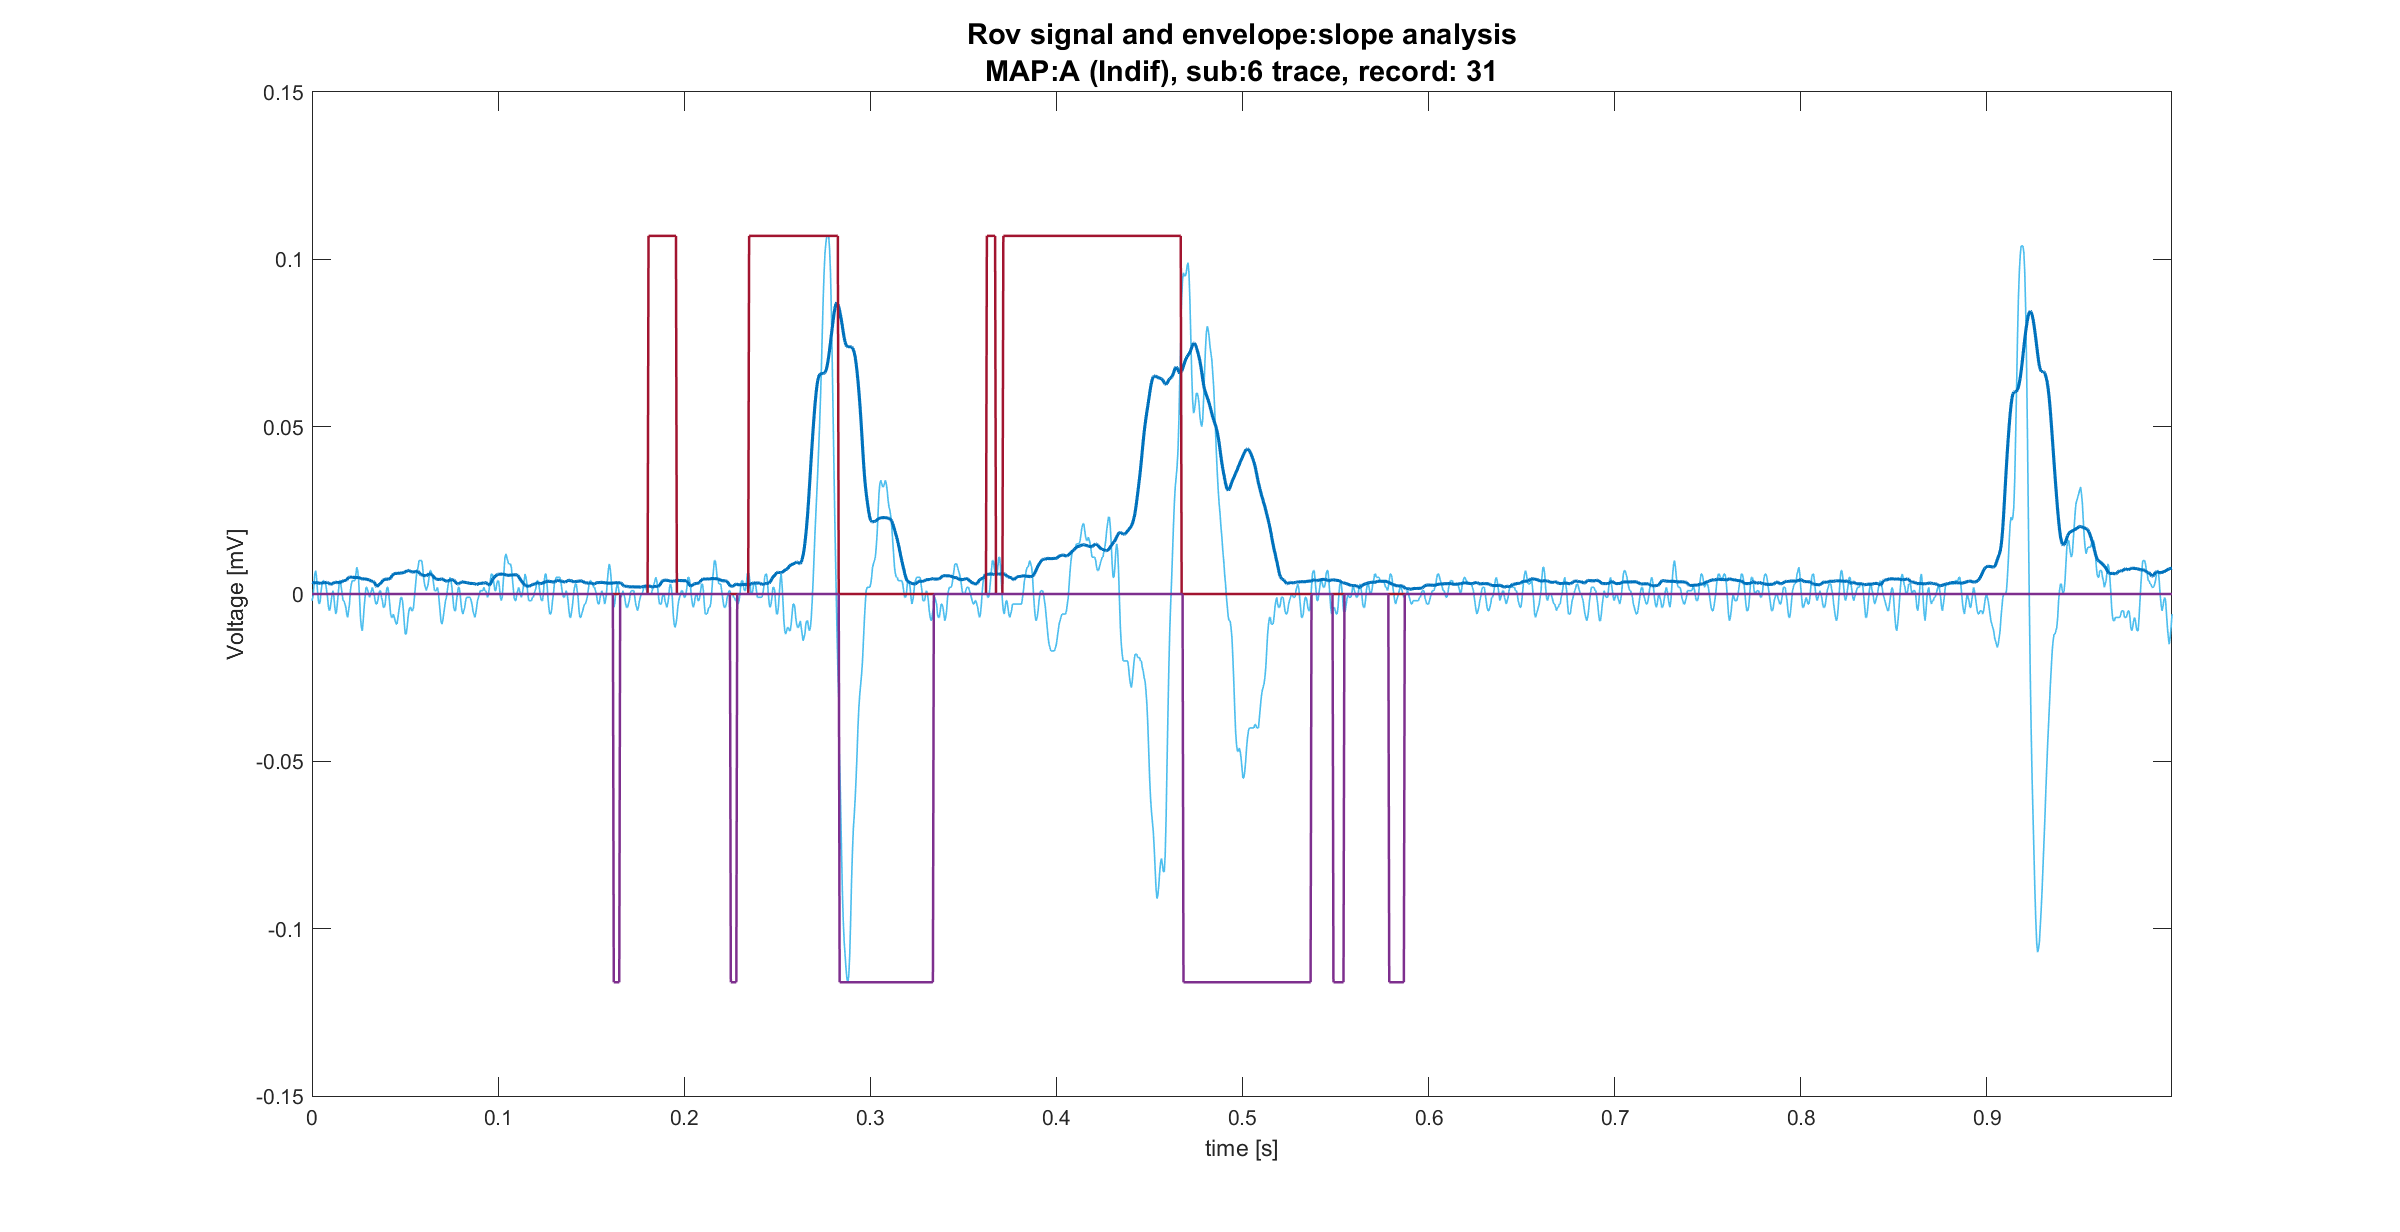 Rov signal and envelope:slope analysis
MAP:A (Indif), sub:6 trace, record: 31
0.15
0.1
0.05
0
-0.05
-0.1
-0.15
Voltage [mV]
0 0.1 0.2 0.3 0.4 0.5 0.6 0.7 0.8 0.9
time [s]